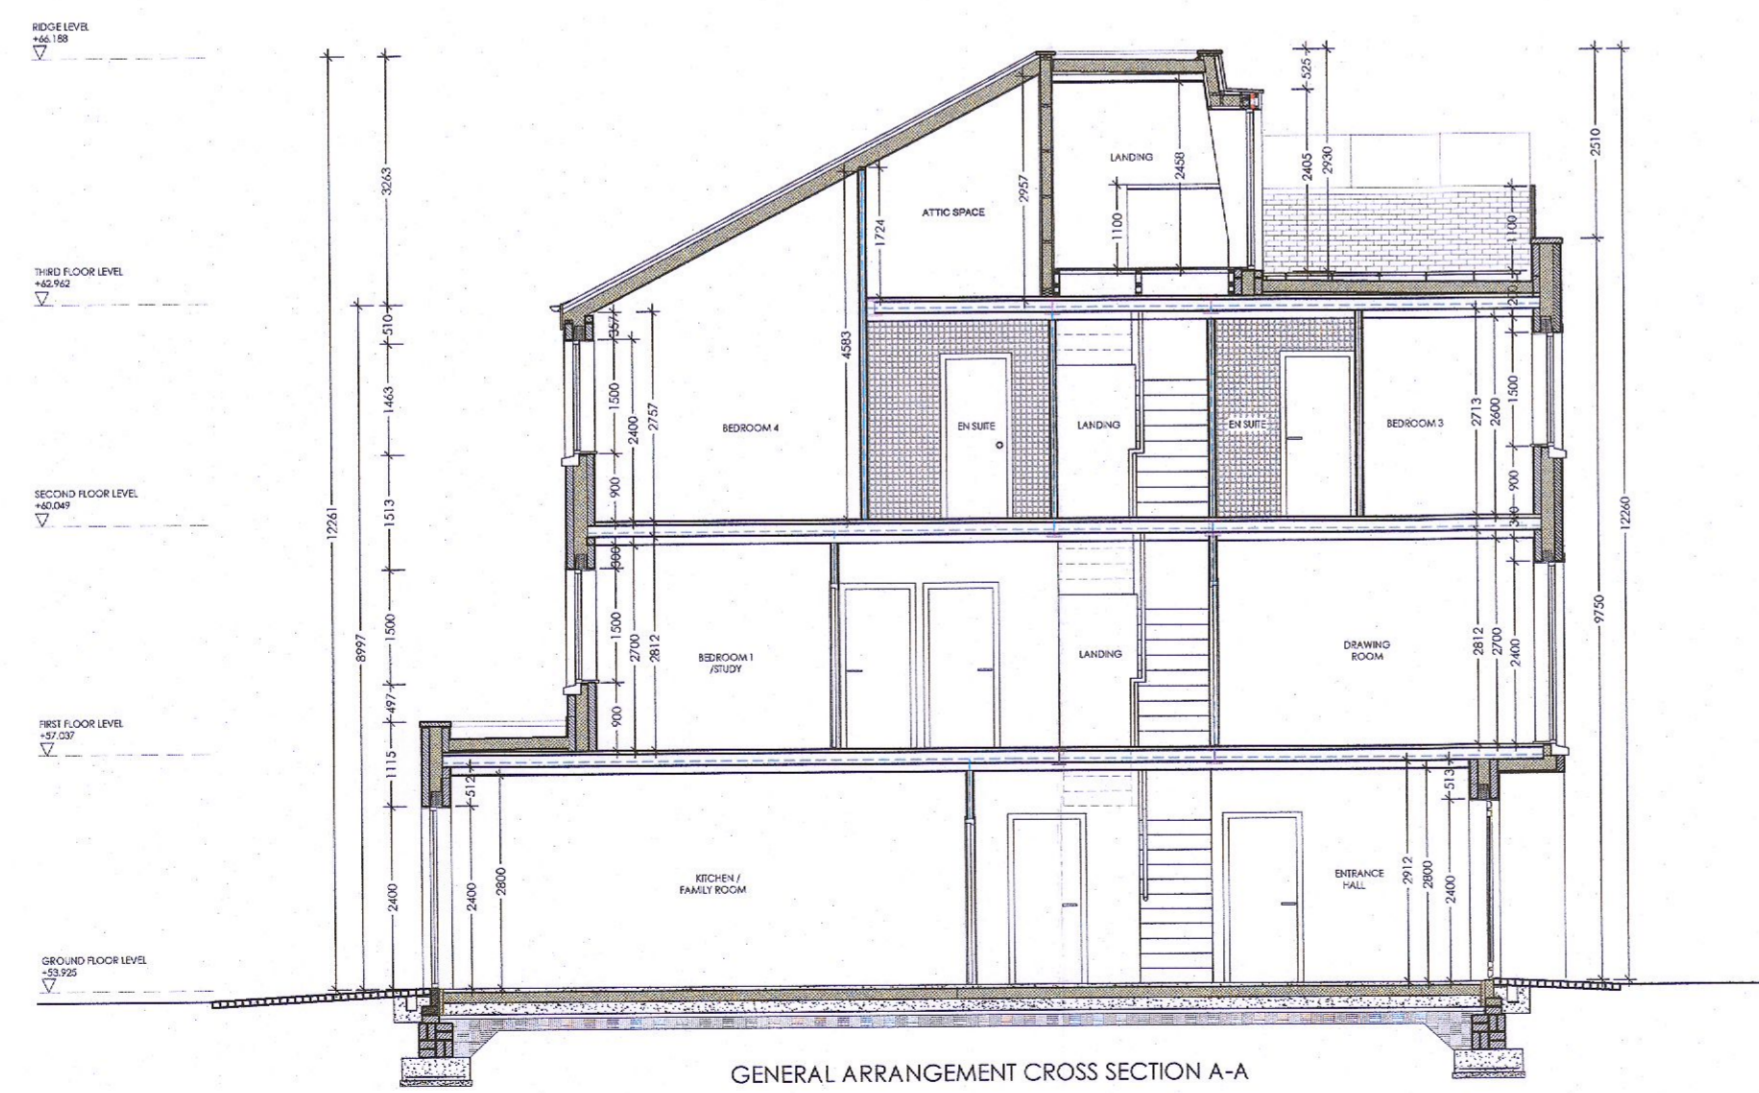 RIDGE LEVEL
+66.188
THIRD FLOOR LEVEL
+62.962
SECOND FLOOR LEVEL
+60.049
FIRST FLOOR LEVEL
+57.037
GROUND FLOOR LEVEL
+53.925
12261
8997
3263
510
1463
1513
1500
497
1115
2400
367
1500
2400
2757
900
300
1500
2700
2812
900
512
2400
2800
4583
1724
2957
ATTIC SPACE
LANDING
1100
2458
525
2405
2930
1100
2510
9750
12260
BEDROOM 4
EN SUITE
LANDING
EN SUITE
BEDROOM 3
2713
2600
1500
900
BEDROOM 1
/STUDY
LANDING
DRAWING
ROOM
2812
2700
2400
KITCHEN /
FAMILY ROOM
ENTRANCE
HALL
2912
2800
513
2400
GENERAL ARRANGEMENT CROSS SECTION A-A